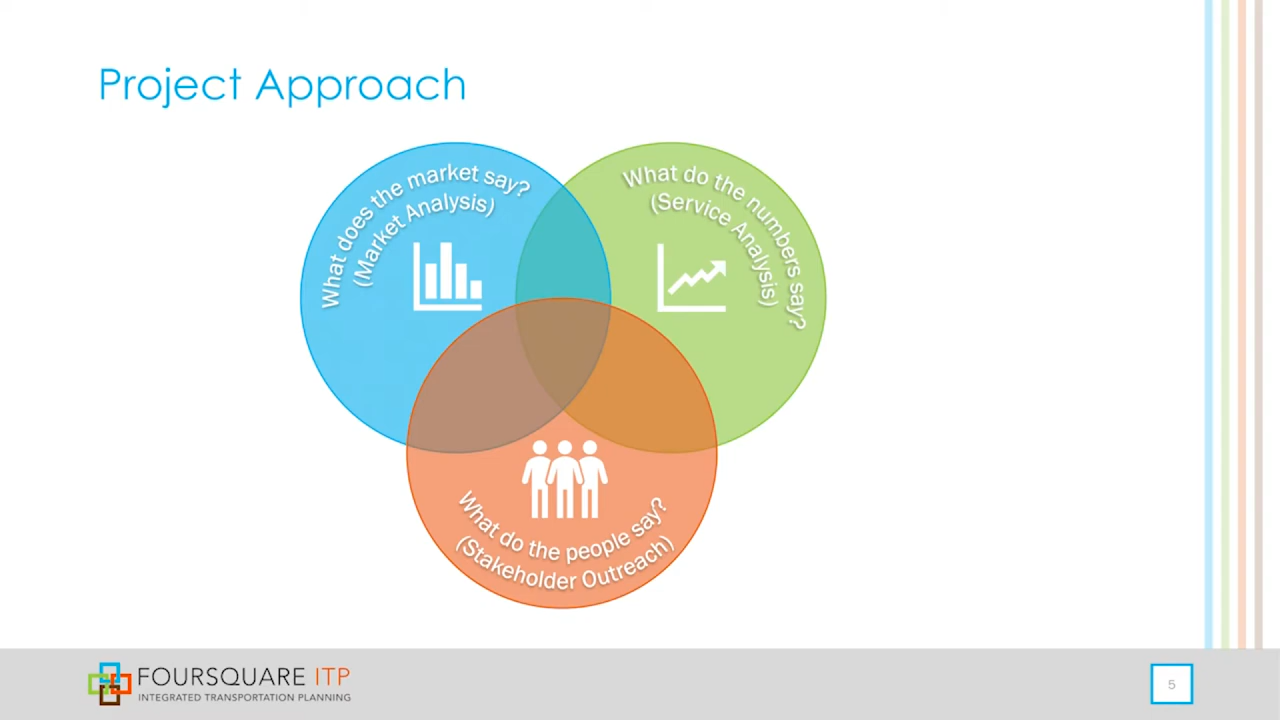 Project Approach
What does the market say?
(Market Analysis)
What do the numbers say?
(Service Analysis)
What do the people say?
(Stakeholder Outreach)
FOURSQUARE ITP
INTEGRATED TRANSPORTATION PLANNING
5